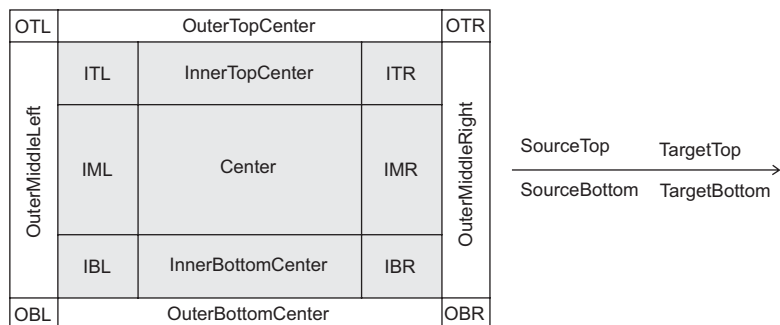 OTL OuterTopCenter OTR
ITL InnerTopCenter ITR
OuterMiddleLeft
IML Center IMR
OuterMiddleRight
IBL InnerBottomCenter IBR
OBL OuterBottomCenter OBR
SourceTop TargetTop
SourceBottom TargetBottom